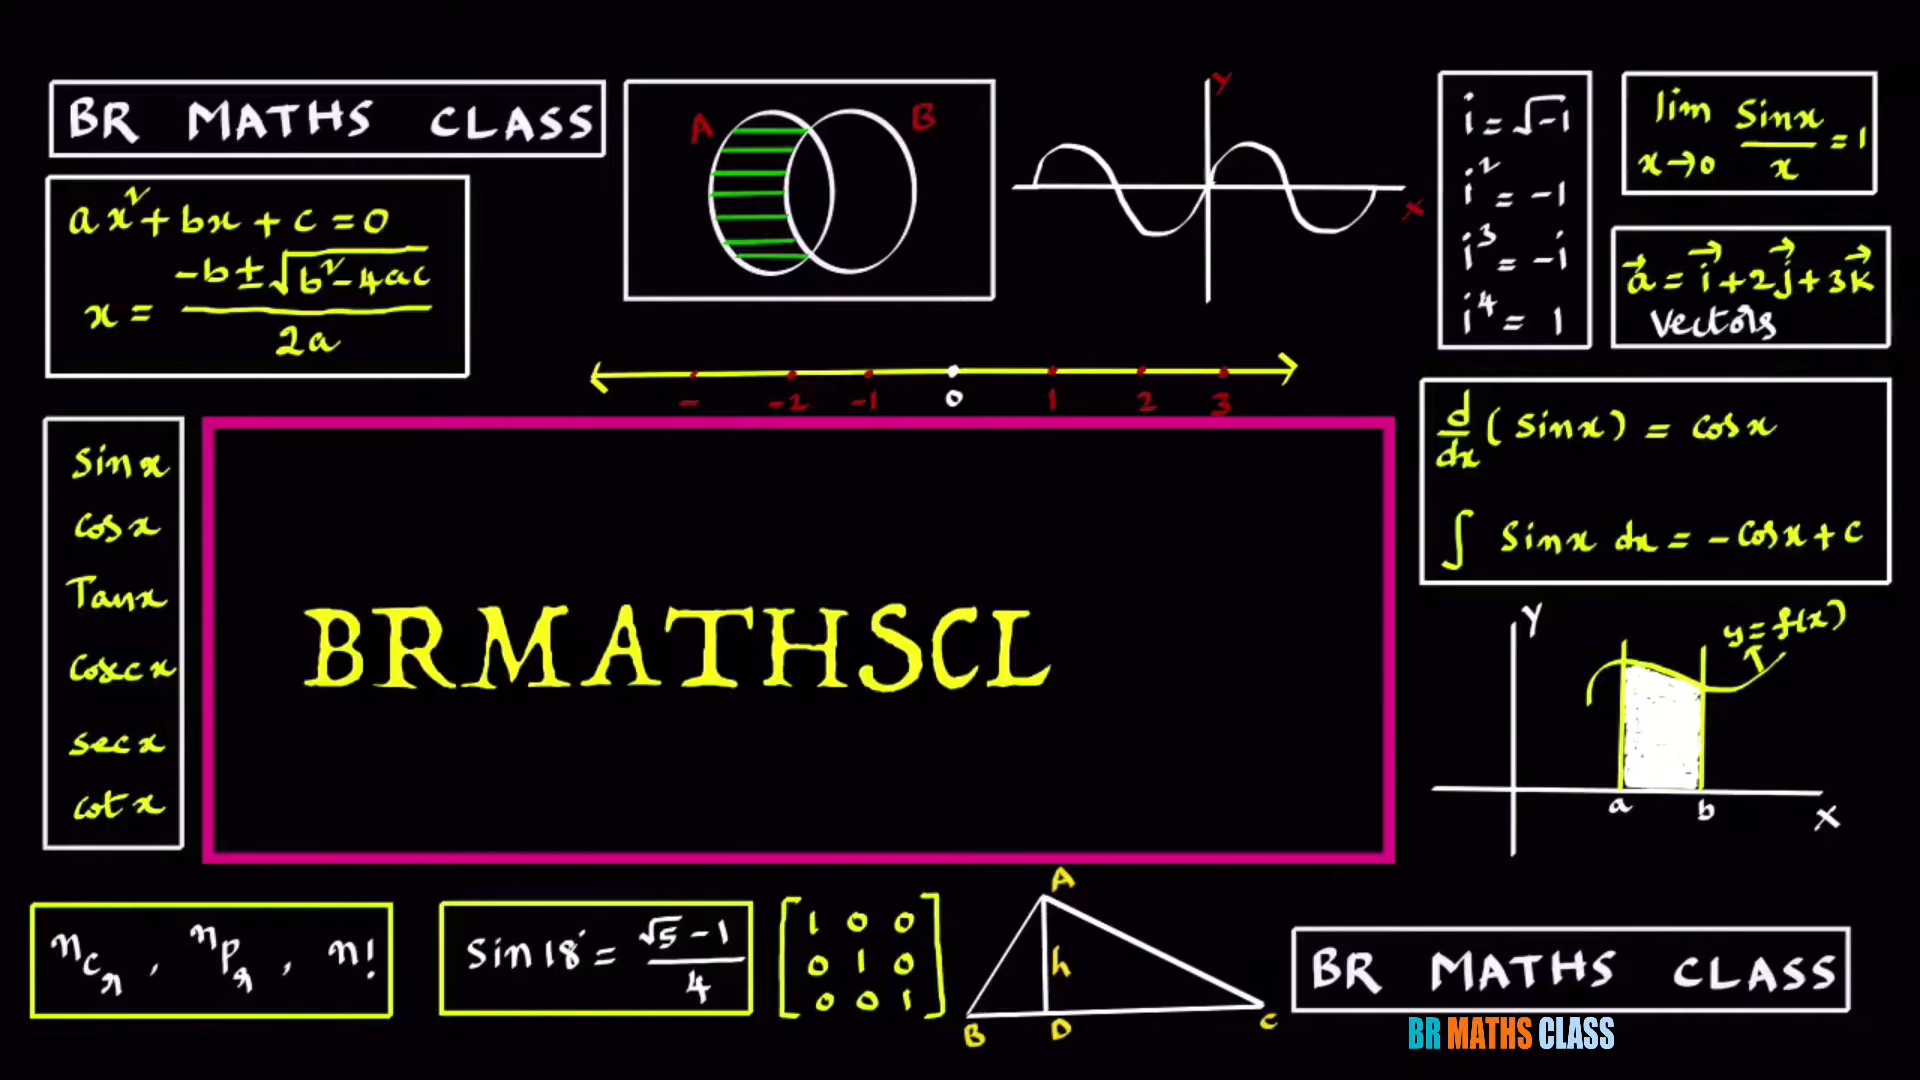 BR MATHS CLASS
ax²+ bx + c = 0
x = -b±√b²-4ac / 2a
A B
Y
X
i = √-1
i² = -1
i³ = -i
i⁴ = 1
lim x→0 Sinx/x = 1
a⃗ = i⃗ + 2j⃗ + 3k⃗
Vectors
- -2 -1 0 1 2 3
Sinx
Cosx
Tanx
Cosecx
secx
cotx
BRMATHSCL
d/dx (Sinx) = Cosx
∫ Sinx dx = -Cosx + c
Y
y = f(x)
a b
X
nCr , nPr , n!
Sin18° = √5-1 / 4
1 0 0
0 1 0
0 0 1
A
h
B D C
BR MATHS CLASS
BR MATHS CLASS